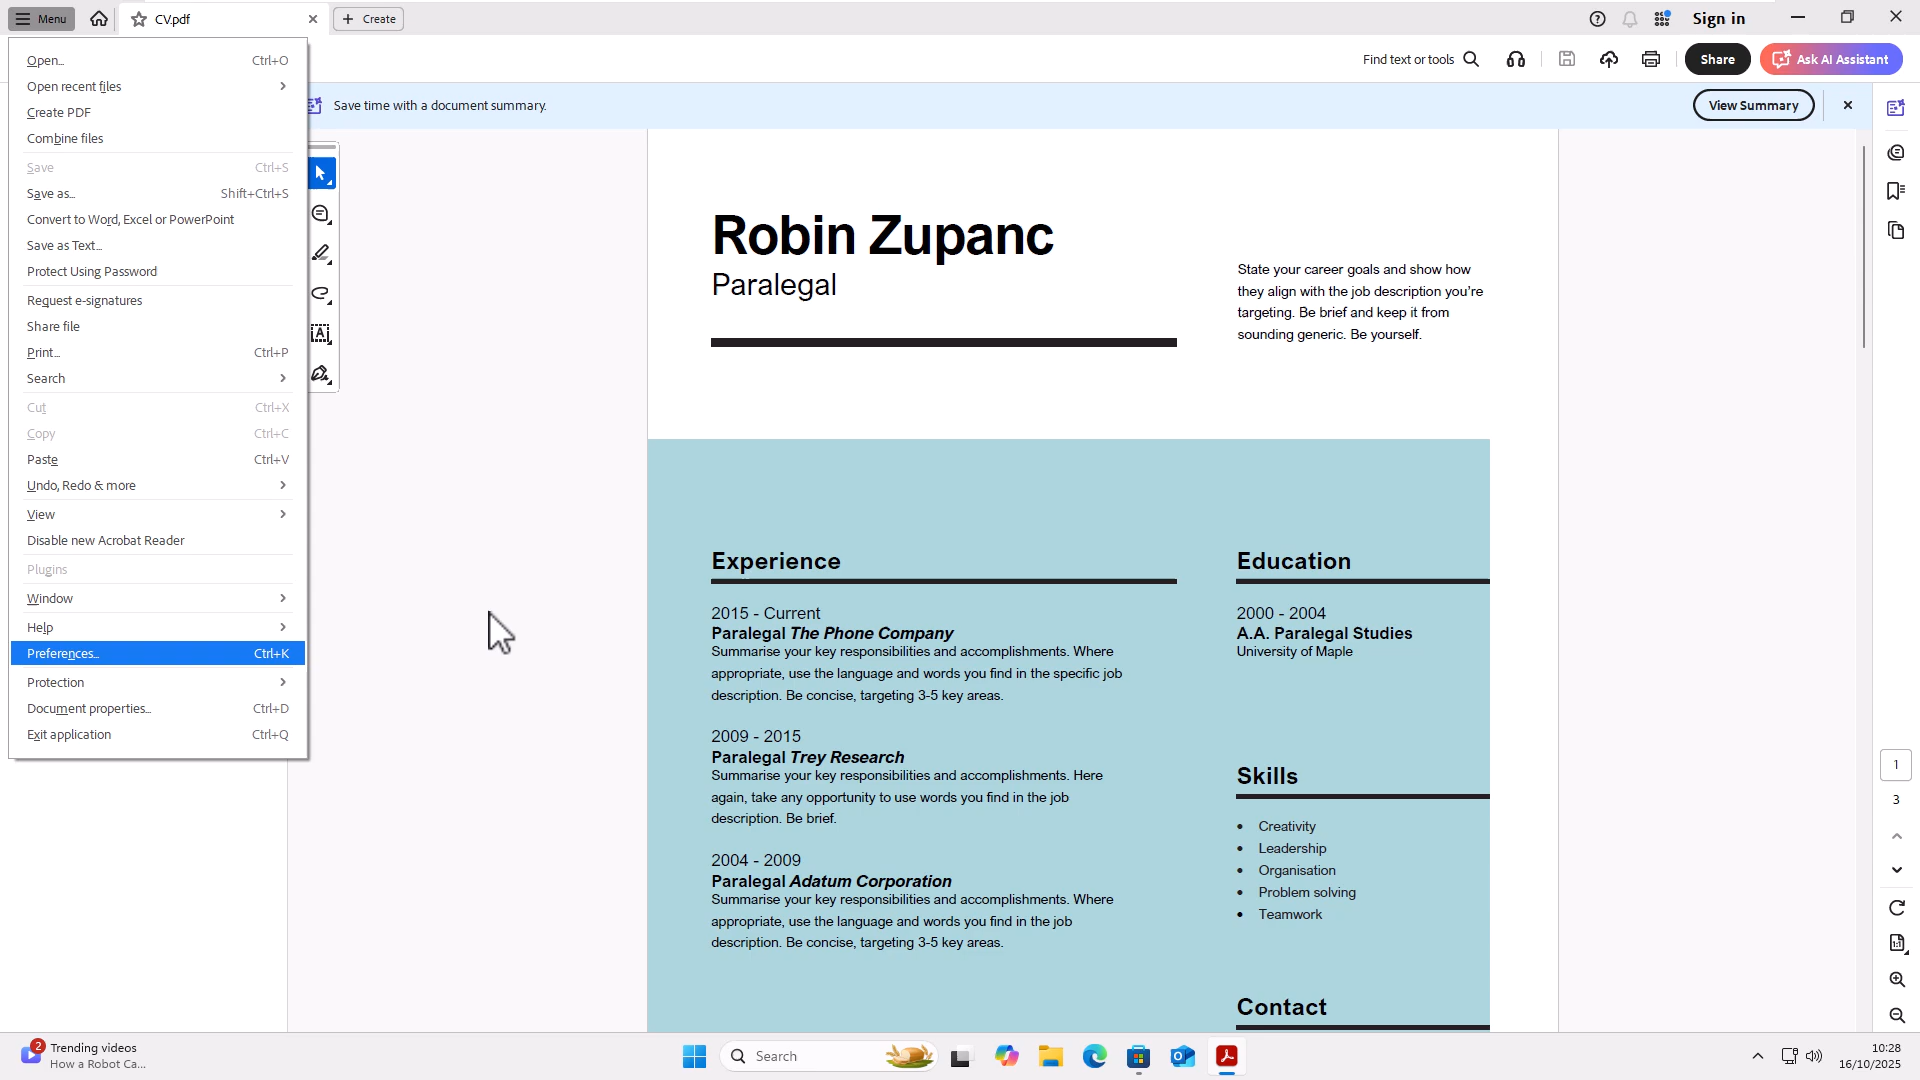 Menu
CV.pdf
Create
Sign in
Open... Ctrl+O
Open recent files
Create PDF
Combine files
Save Ctrl+S
Save as... Shift+Ctrl+S
Convert to Word, Excel or PowerPoint
Save as Text...
Protect Using Password
Request e-signatures
Share file
Print... Ctrl+P
Search
Cut Ctrl+X
Copy Ctrl+C
Paste Ctrl+V
Undo, Redo & more
View
Disable new Acrobat Reader
Plugins
Window
Help
Preferences... Ctrl+K
Protection
Document properties... Ctrl+D
Exit application Ctrl+Q
Find text or tools
Share
Ask AI Assistant
Save time with a document summary.
View Summary
Robin Zupanc
Paralegal
State your career goals and show how
they align with the job description you're
targeting. Be brief and keep it from
sounding generic. Be yourself.
Experience
2015 - Current
Paralegal The Phone Company
Summarise your key responsibilities and accomplishments. Where
appropriate, use the language and words you find in the specific job
description. Be concise, targeting 3-5 key areas.
2009 - 2015
Paralegal Trey Research
Summarise your key responsibilities and accomplishments. Here
again, take any opportunity to use words you find in the job
description. Be brief.
2004 - 2009
Paralegal Adatum Corporation
Summarise your key responsibilities and accomplishments. Where
appropriate, use the language and words you find in the job
description. Be concise, targeting 3-5 key areas.
Education
2000 - 2004
A.A. Paralegal Studies
University of Maple
Skills
• Creativity
• Leadership
• Organisation
• Problem solving
• Teamwork
Contact
1
3
2
Trending videos
How a Robot Ca...
Search
10:28
16/10/2025